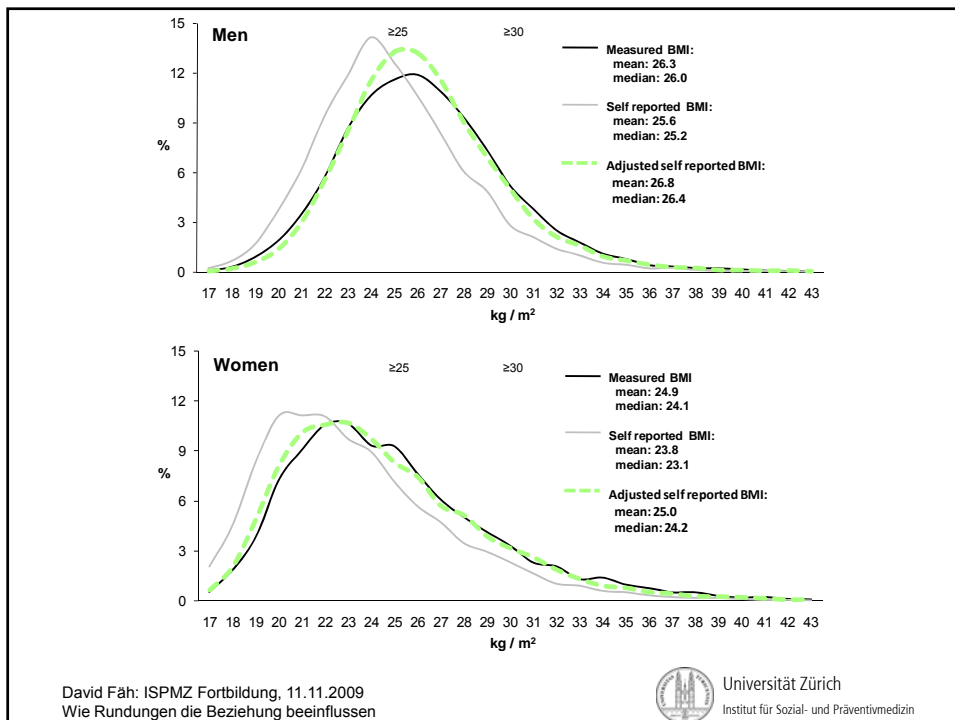 Men
≥25 ≥30
15
12
9
6
3
0
%
17 18 19 20 21 22 23 24 25 26 27 28 29 30 31 32 33 34 35 36 37 38 39 40 41 42 43
kg / m²
Measured BMI:
mean: 26.3
median: 26.0
Self reported BMI:
mean: 25.6
median: 25.2
Adjusted self reported BMI:
mean: 26.8
median: 26.4
Women
≥25 ≥30
15
12
9
6
3
0
%
17 18 19 20 21 22 23 24 25 26 27 28 29 30 31 32 33 34 35 36 37 38 39 40 41 42 43
kg / m²
Measured BMI
mean: 24.9
median: 24.1
Self reported BMI:
mean: 23.8
median: 23.1
Adjusted self reported BMI:
mean: 25.0
median: 24.2
David Fäh: ISPMZ Fortbildung, 11.11.2009
Wie Rundungen die Beziehung beeinflussen
Universität Zürich
Institut für Sozial- und Präventivmedizin